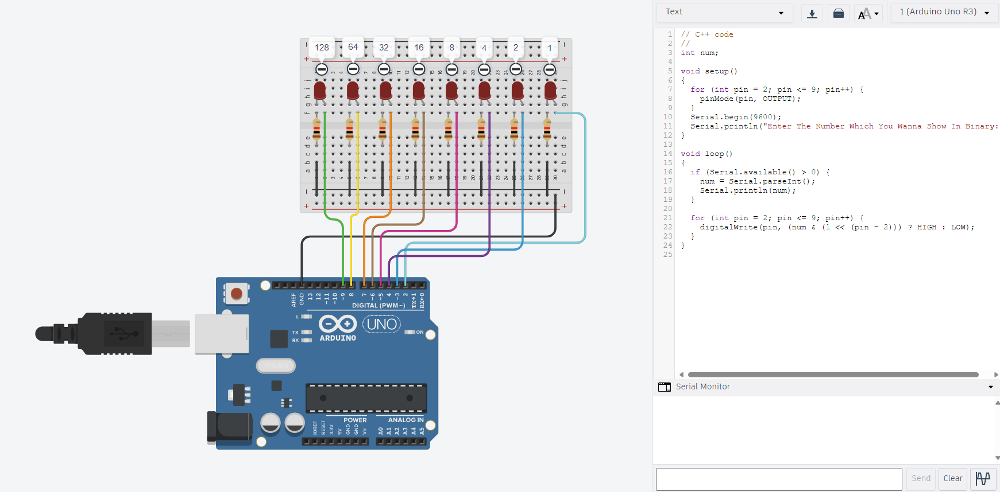 Text
1 (Arduino Uno R3)
128 64 32 16 8 4 2 1
1 // C++ code
2 //
3 int num;
4
5 void setup()
6 {
7 for (int pin = 2; pin <= 9; pin++) {
8 pinMode(pin, OUTPUT);
9 }
10 Serial.begin(9600);
11 Serial.println("Enter The Number Which You Wanna Show In Binary:
12 }
13
14 void loop()
15 {
16 if (Serial.available() > 0) {
17 num = Serial.parseInt();
18 Serial.println(num);
19 }
20
21 for (int pin = 2; pin <= 9; pin++) {
22 digitalWrite(pin, (num & (1 << (pin - 2))) ? HIGH : LOW);
23 }
24 }
25
j
i
h
g
f
e
d
c
b
a
AREF GND 13 12 ~11 ~10 ~9 8 7 ~6 ~5 4 ~3 2 TX→1 RX←0
DIGITAL (PWM~)
L
TX
RX
ARDUINO
UNO
ON
POWER
ANALOG IN
IOREF RESET 3.3V 5V GND GND Vin A0 A1 A2 A3 A4 A5
Serial Monitor
Send
Clear